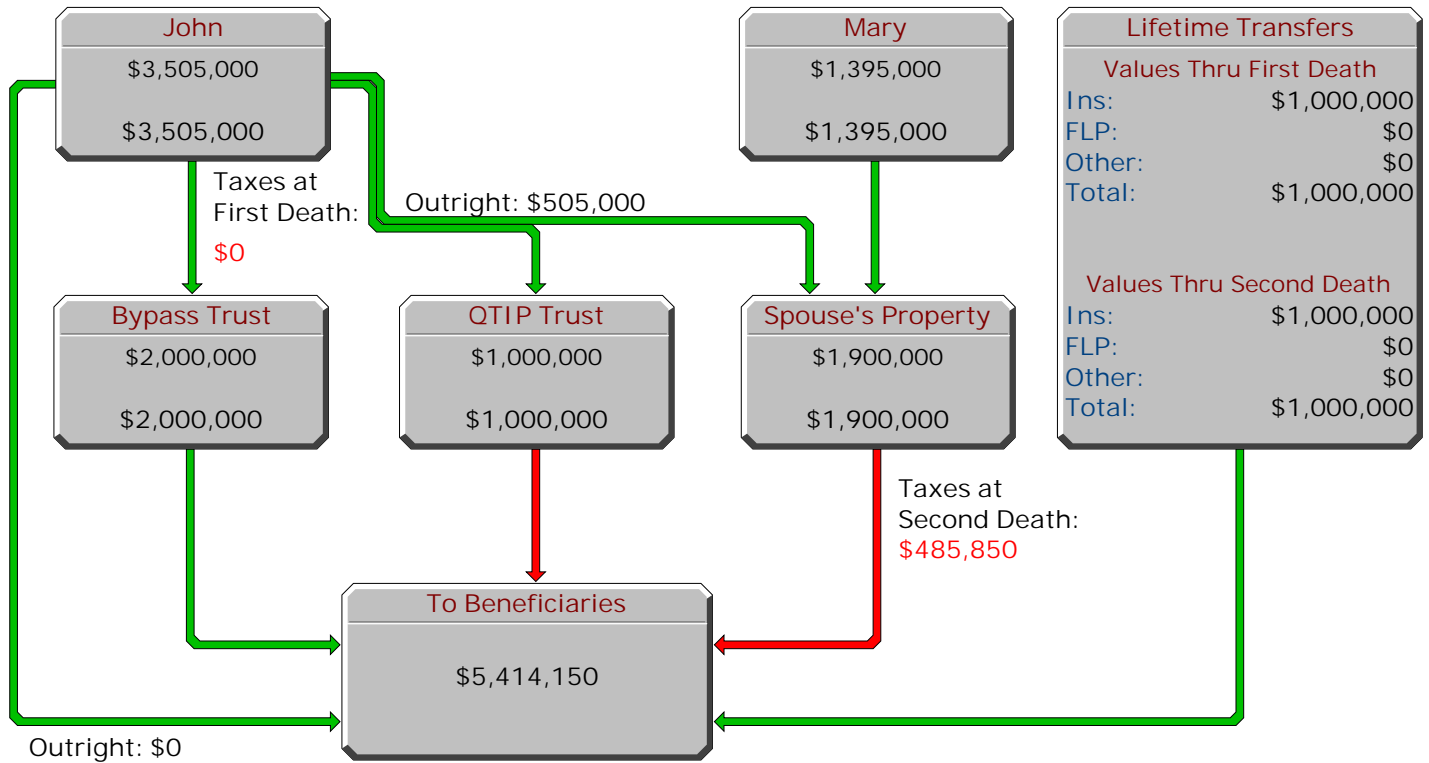 John
$3,505,000
$3,505,000
Mary
$1,395,000
$1,395,000
Lifetime Transfers
Values Thru First Death
Ins: $1,000,000
FLP: $0
Other: $0
Total: $1,000,000
Values Thru Second Death
Ins: $1,000,000
FLP: $0
Other: $0
Total: $1,000,000
Taxes at
First Death:
$0
Outright: $505,000
Bypass Trust
$2,000,000
$2,000,000
QTIP Trust
$1,000,000
$1,000,000
Spouse's Property
$1,900,000
$1,900,000
Taxes at
Second Death:
$485,850
To Beneficiaries
$5,414,150
Outright: $0